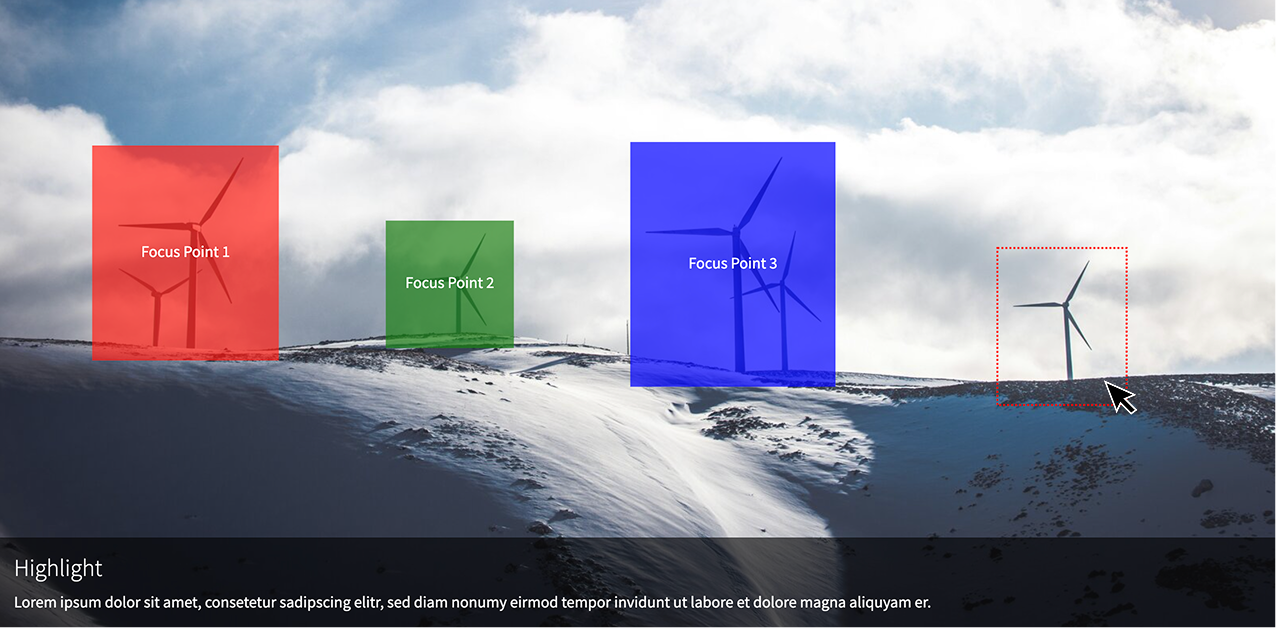 Focus Point 1
Focus Point 2
Focus Point 3
Highlight
Lorem ipsum dolor sit amet, consetetur sadipscing elitr, sed diam nonumy eirmod tempor invidunt ut labore et dolore magna aliquyam er.